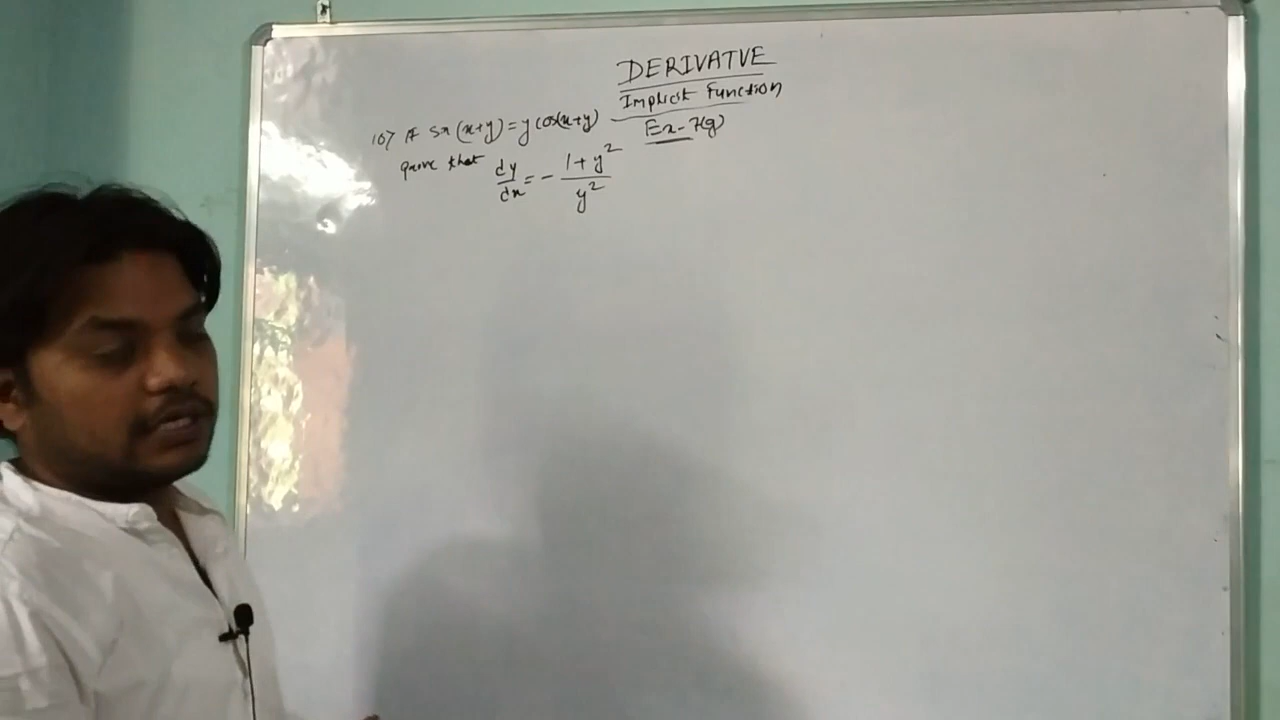 DERIVATVE
Implicit Function
Ex-7(g)
10) If Sin (x+y) = y cos(x+y)
prove that dy/dx = - (1+y²)/y²